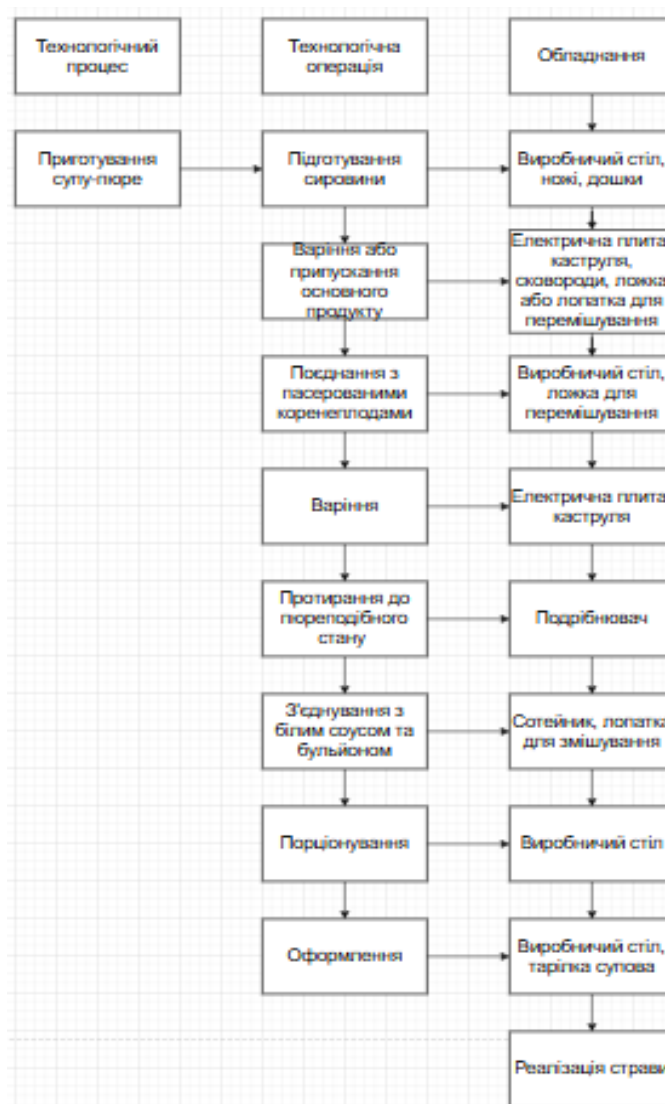 Технологічний
процес
Технологічна
операція
Обладнання
Приготування
супу-пюре
Підготування
сировини
Виробничий стіл,
ножі, дошки
Варіння або
припускання
основного
продукту
Електрична плита
каструля,
сковороди, ложка
або лопатка для
перемішування
Поєднання з
пасерованими
коренеплодами
Виробничий стіл,
ложка для
перемішування
Варіння
Електрична плита
каструля
Протирання до
пюреподібного
стану
Подрібнювач
З'єднування з
білим соусом та
бульйоном
Сотейник, лопатка
для змішування
Порціонування
Виробничий стіл
Оформлення
Виробничий стіл,
тарілка супова
Реалізація страви